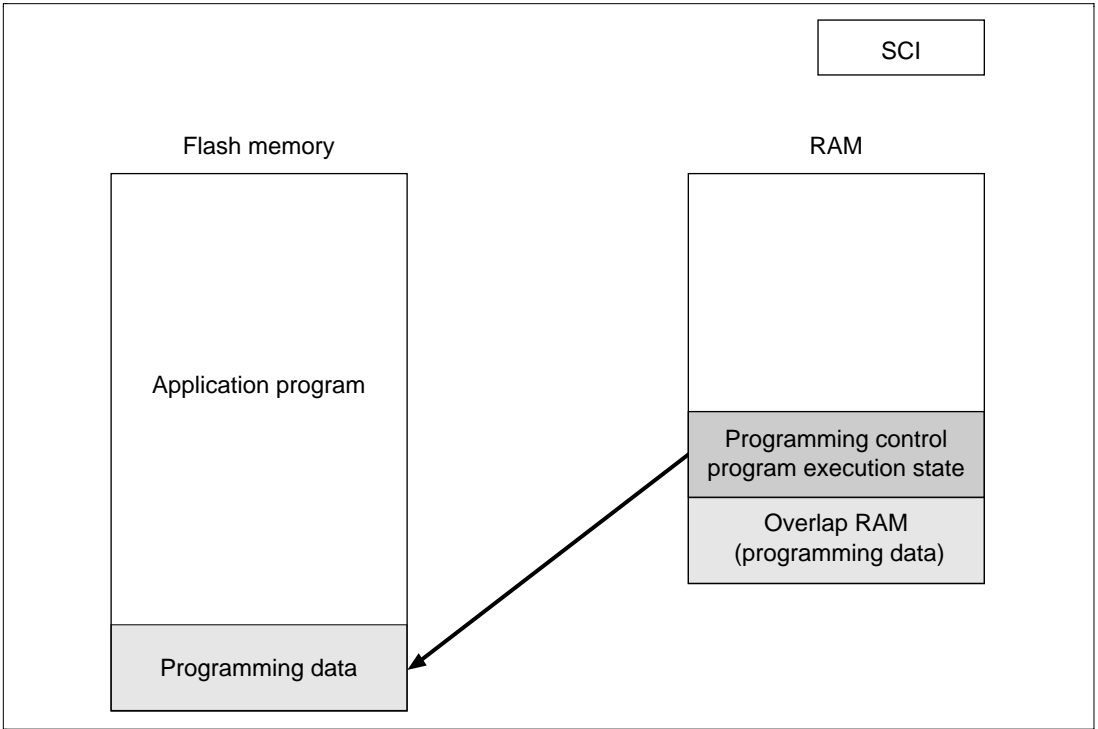 SCI
Flash memory
RAM
Application program
Programming control
program execution state
Overlap RAM
(programming data)
Programming data